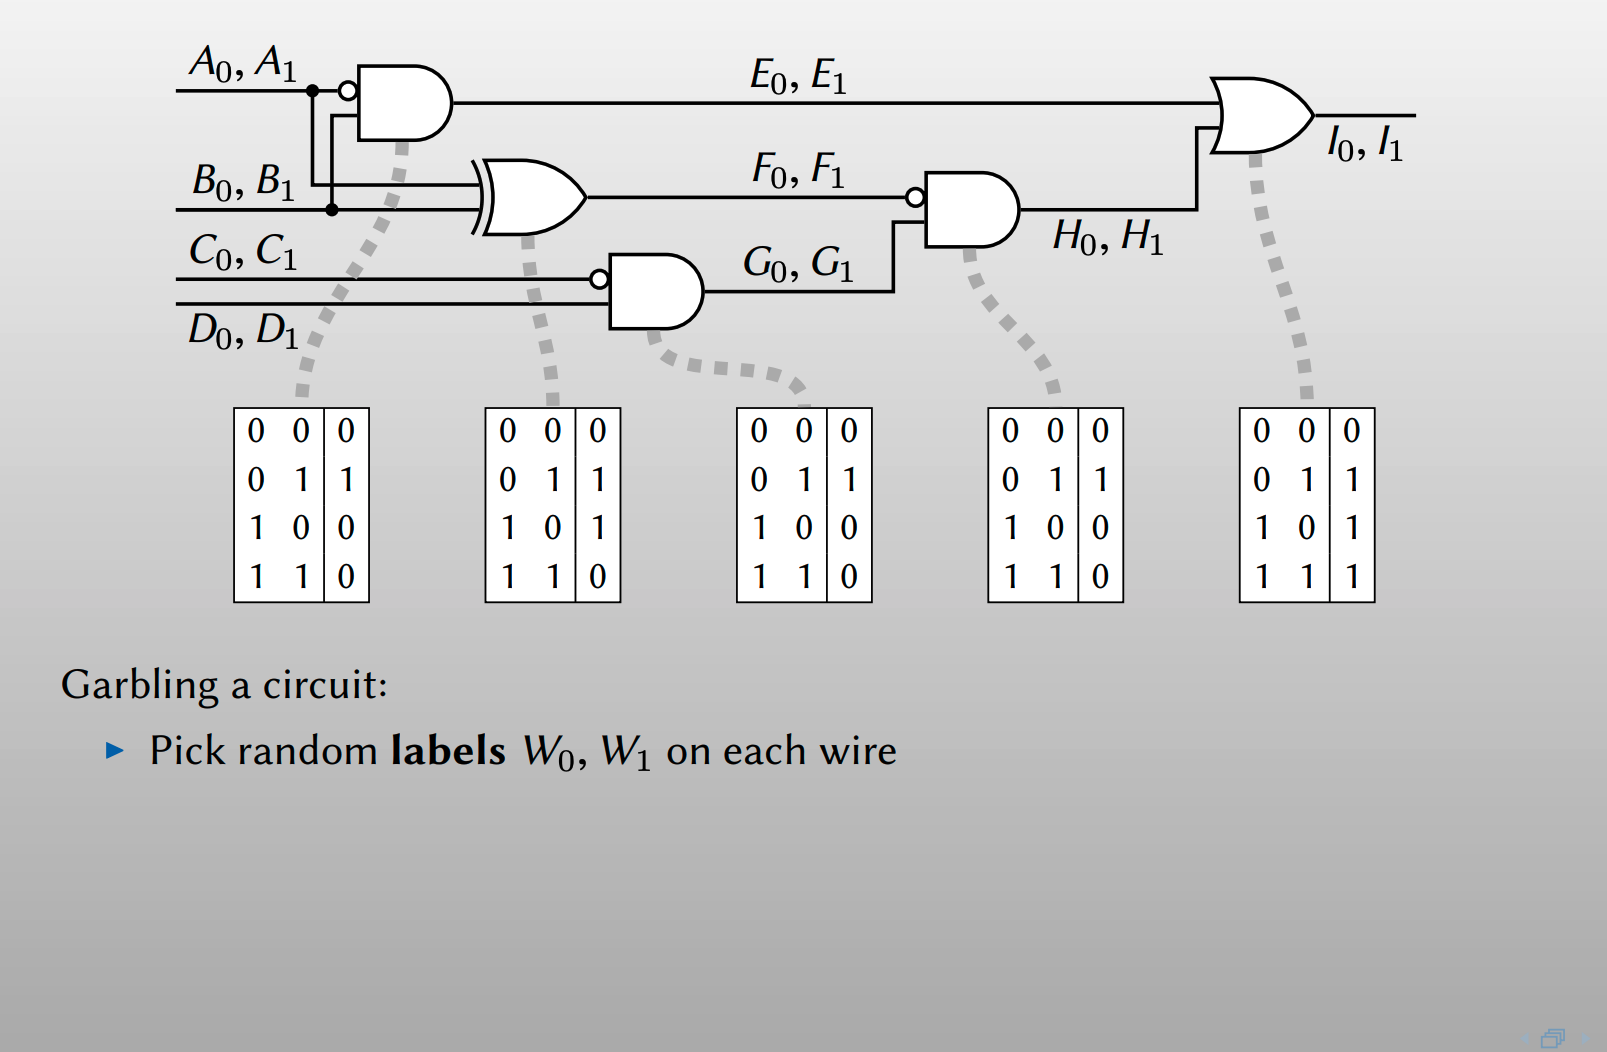 A₀, A₁
E₀, E₁
I₀, I₁
B₀, B₁
F₀, F₁
C₀, C₁
G₀, G₁
H₀, H₁
D₀, D₁
0 0 0
0 1 1
1 0 0
1 1 0
0 0 0
0 1 1
1 0 1
1 1 0
0 0 0
0 1 1
1 0 0
1 1 0
0 0 0
0 1 1
1 0 0
1 1 0
0 0 0
0 1 1
1 0 1
1 1 1
Garbling a circuit:
Pick random labels W₀, W₁ on each wire